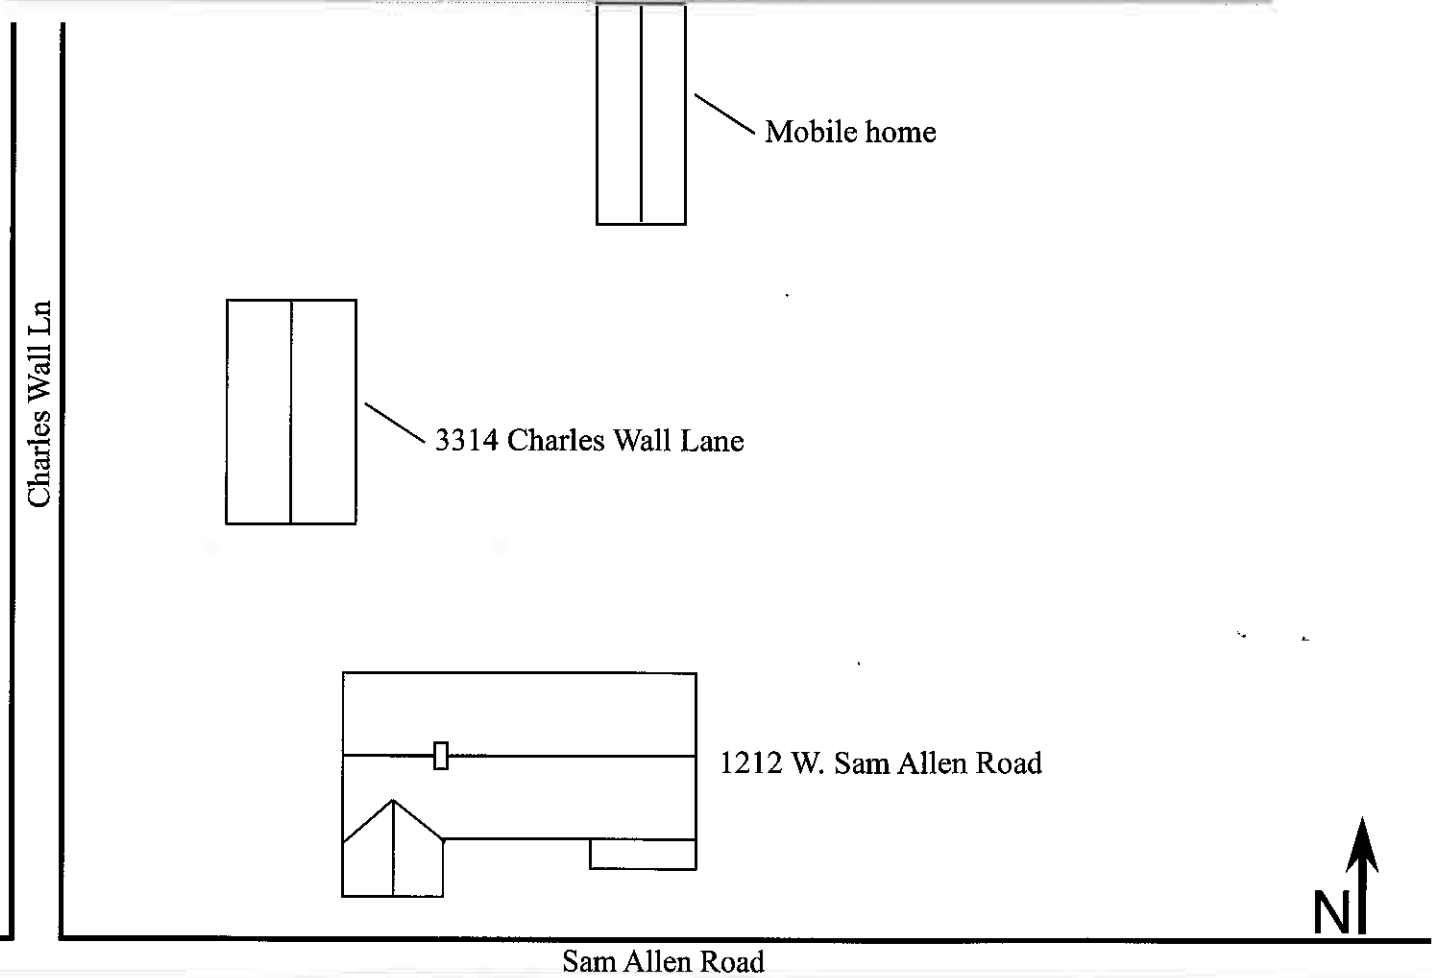 Mobile home
Charles Wall Ln
3314 Charles Wall Lane
1212 W. Sam Allen Road
N
Sam Allen Road